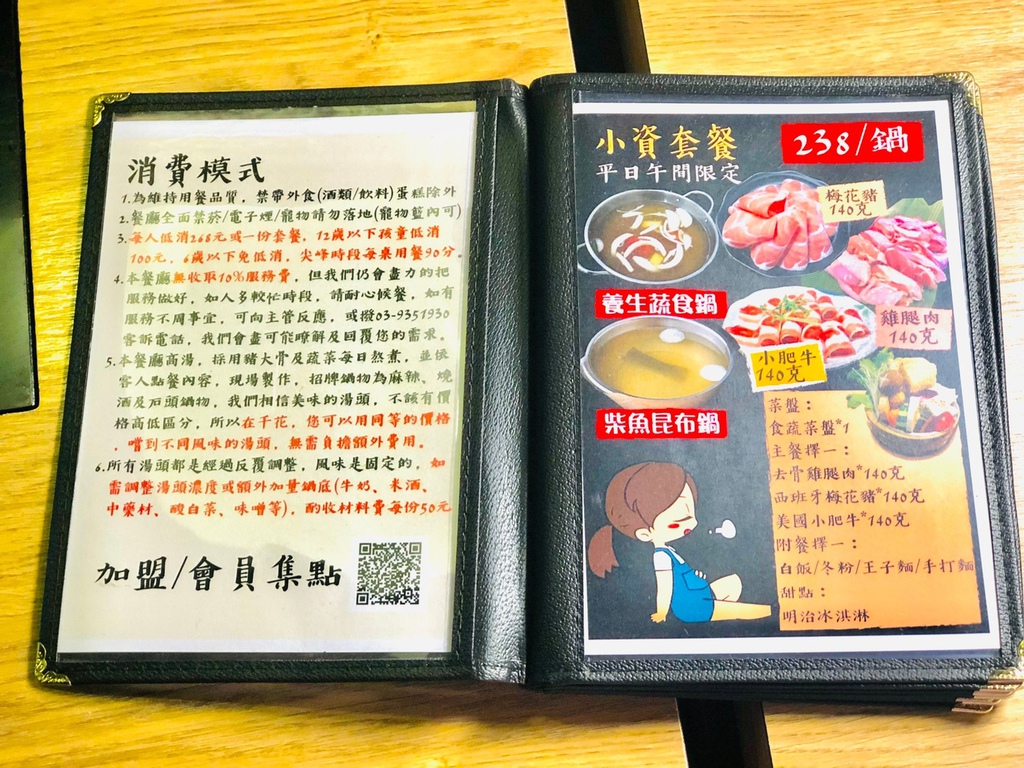 消費模式
1.為維持用餐品質，禁帶外食(酒類/飲料)蛋糕除外
2.餐廳全面禁菸/電子煙/寵物請勿落地(寵物籃內可)
3.每人低消268元或一份套餐，12歲以下孩童低消
100元，6歲以下免低消，尖峰時段每桌用餐90分。
4.本餐廳無收取10%服務費，但我們仍會盡力的把
服務做好，如人多較忙時段，請耐心候餐，如有
服務不周事宜，可向主管反應，或撥03-9351930
客訴電話，我們會盡可能瞭解及回覆您的需求。
5.本餐廳高湯，採用豬大骨及蔬菜每日熬煮，並依
客人點餐內容，現場製作，招牌鍋物為麻辣、燒
酒及石頭鍋物，我們相信美味的湯頭，不該有價
格高低區分，所以在千花，您可以用同等的價格
，嚐到不同風味的湯頭，無需負擔額外費用。
6.所有湯頭都是經過反覆調整，風味是固定的，如
需調整湯頭濃度或額外加量鍋底(牛奶、米酒、
中藥材、酸白菜、味噌等)，酌收材料費每份50元
加盟/會員集點
小資套餐
238/鍋
平日午間限定
梅花豬
140克
養生蔬食鍋
雞腿肉
140克
小肥牛
140克
柴魚昆布鍋
菜盤：
食蔬菜盤*1
主餐擇一：
去骨雞腿肉*140克
西班牙梅花豬*140克
美國小肥牛*140克
附餐擇一：
白飯/冬粉/王子麵/手打麵
甜點：
明治冰淇淋